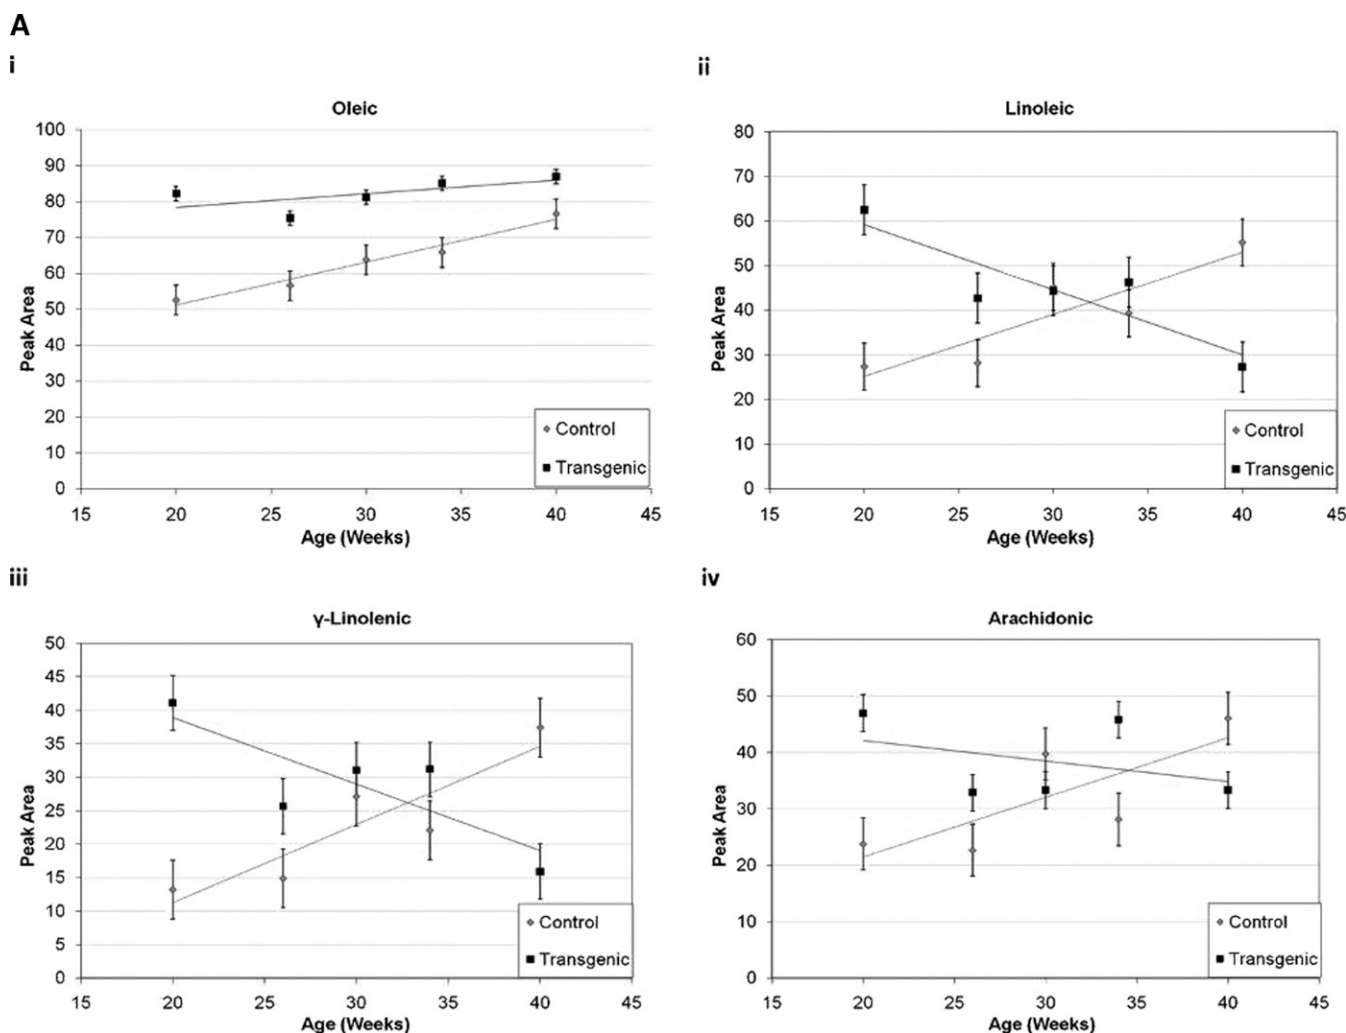 A
i
Oleic
100
90
80
70
60
50
40
30
20
10
0
Peak Area
15 20 25 30 35 40 45
Age (Weeks)
Control
Transgenic
ii
Linoleic
80
70
60
50
40
30
20
10
0
Peak Area
15 20 25 30 35 40 45
Age (Weeks)
Control
Transgenic
iii
γ-Linolenic
50
45
40
35
30
25
20
15
10
5
0
Peak Area
15 20 25 30 35 40 45
Age (Weeks)
Control
Transgenic
iv
Arachidonic
60
50
40
30
20
10
0
Peak Area
15 20 25 30 35 40 45
Age (Weeks)
Control
Transgenic